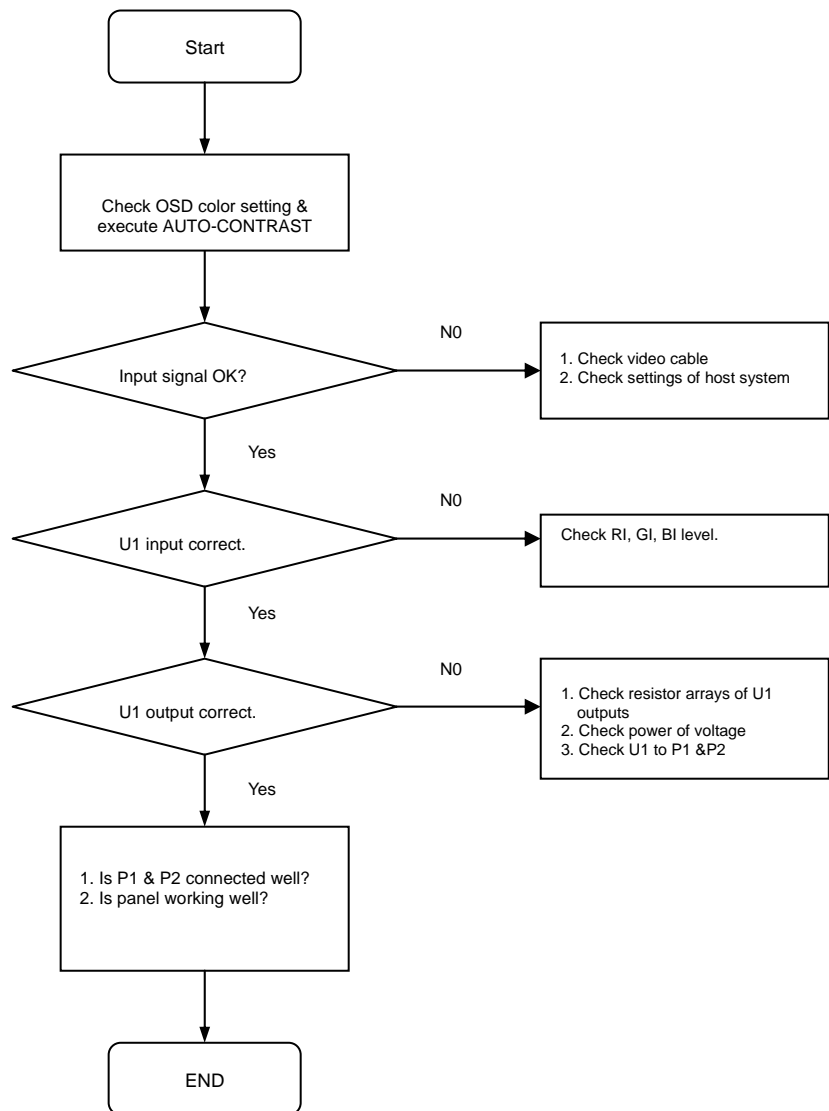 Start
Check OSD color setting &
execute AUTO-CONTRAST
Input signal OK?
N0
1. Check video cable
2. Check settings of host system
Yes
U1 input correct.
N0
Check RI, GI, BI level.
Yes
U1 output correct.
N0
1. Check resistor arrays of U1
outputs
2. Check power of voltage
3. Check U1 to P1 &P2
Yes
1. Is P1 & P2 connected well?
2. Is panel working well?
END